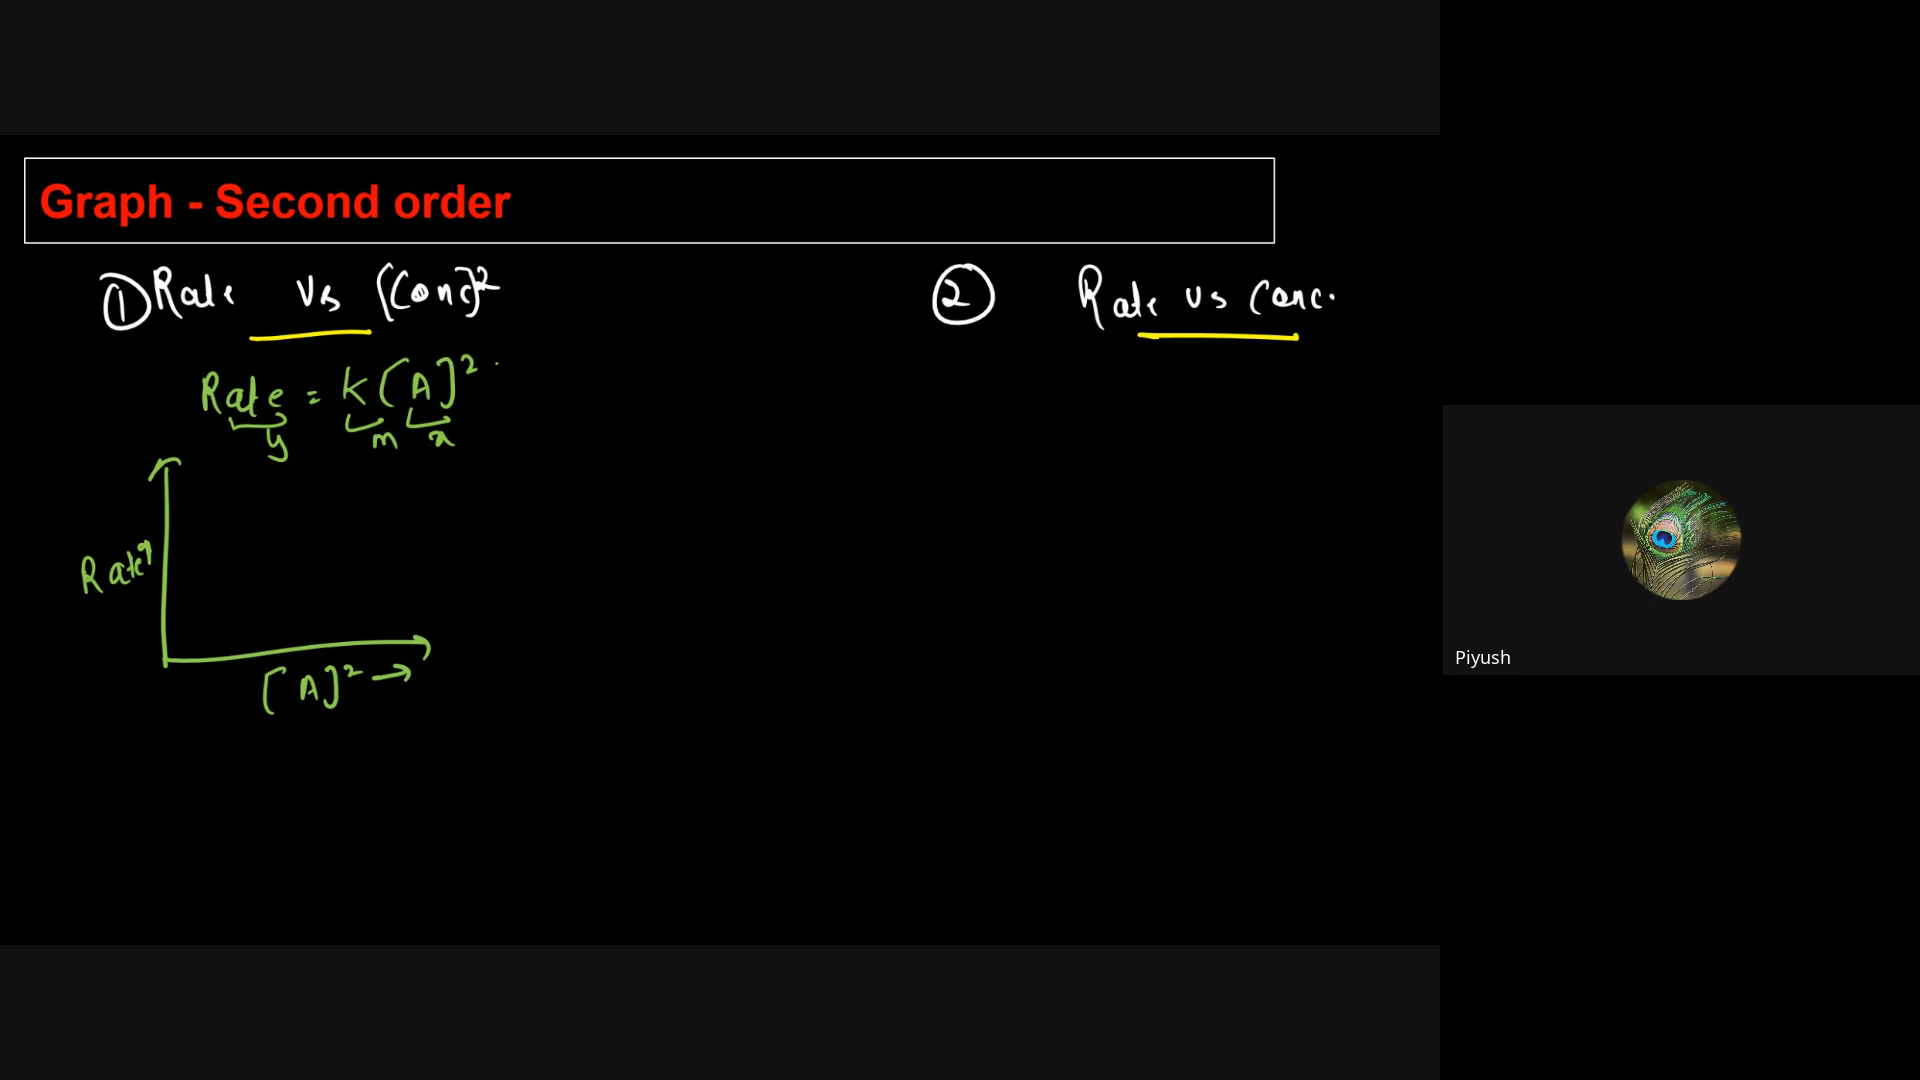 Graph - Second order
① Rate vs [Conc]²
② Rate vs Conc.
Rate = k[A]²
y m x
Rate↑
[A]² →
Piyush